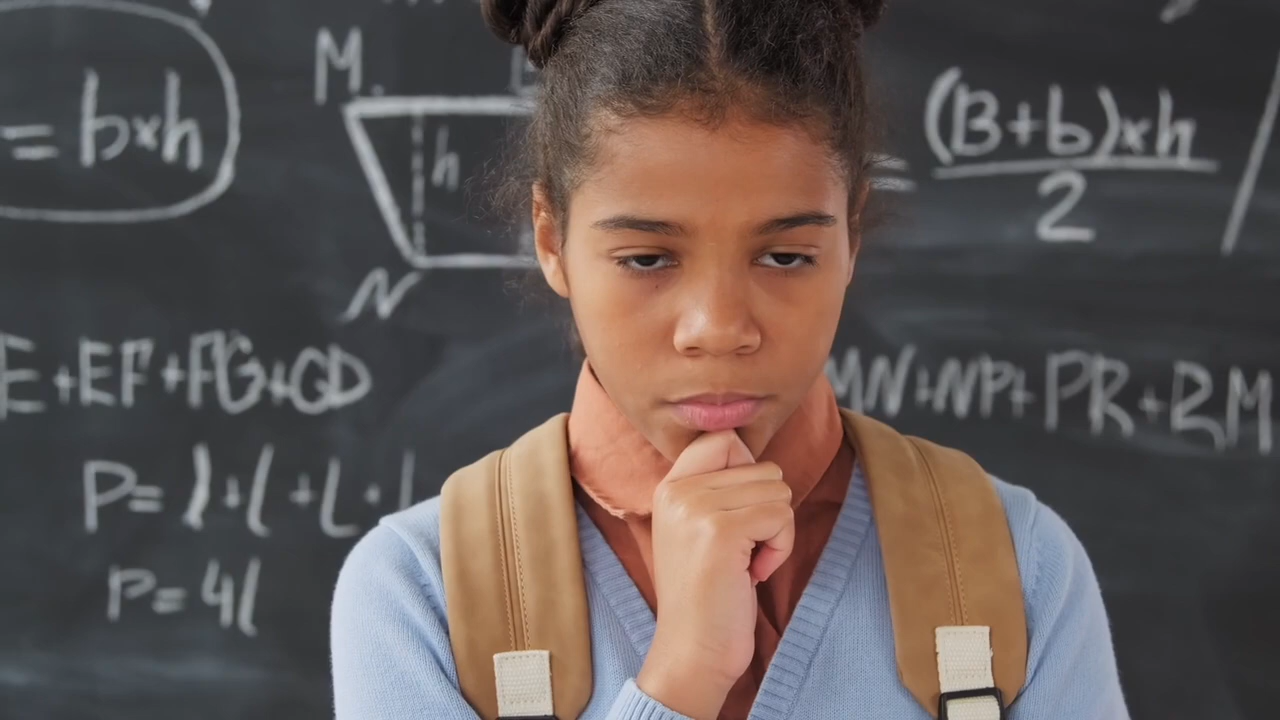 = b×h
M
h
N
= (B+b)×h / 2
E+EF+FG+GD
MN+NP+PR+RM
P= l+l+l+l
P= 4l